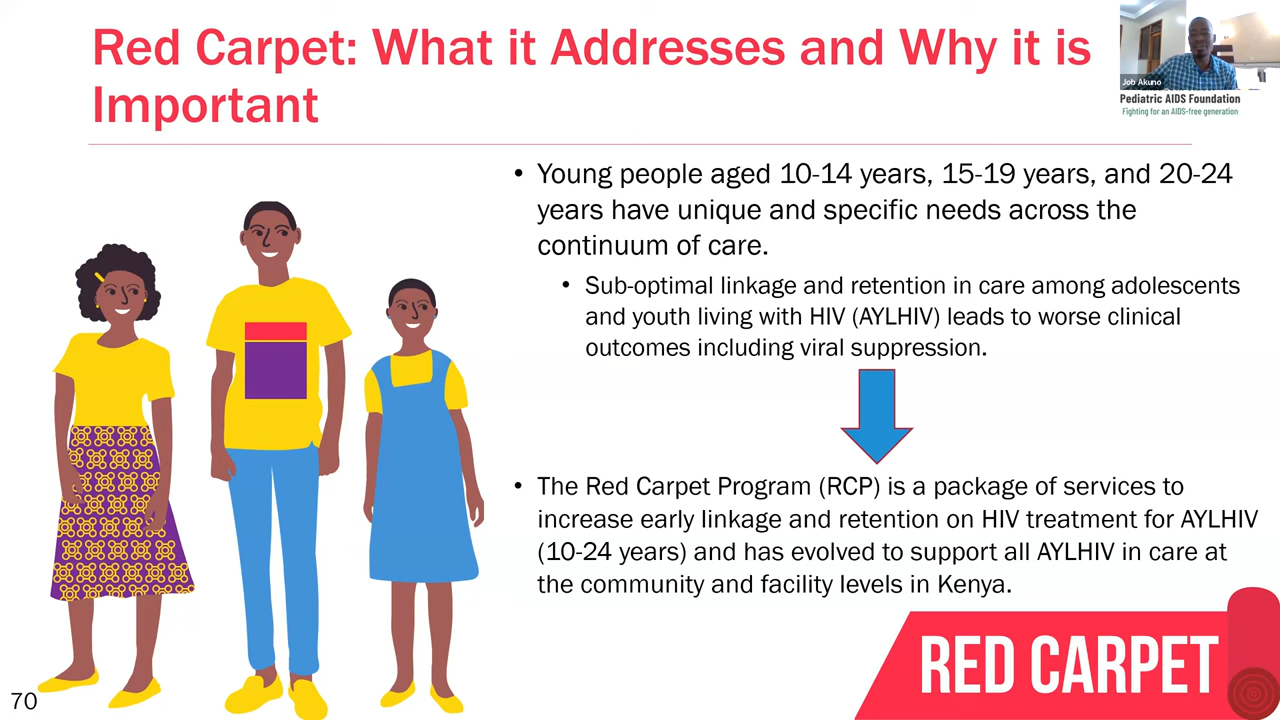 Red Carpet: What it Addresses and Why it is
Important
Job Akuno
Pediatric AIDS Foundation
Fighting for an AIDS-free generation
• Young people aged 10-14 years, 15-19 years, and 20-24
years have unique and specific needs across the
continuum of care.
• Sub-optimal linkage and retention in care among adolescents
and youth living with HIV (AYLHIV) leads to worse clinical
outcomes including viral suppression.
• The Red Carpet Program (RCP) is a package of services to
increase early linkage and retention on HIV treatment for AYLHIV
(10-24 years) and has evolved to support all AYLHIV in care at
the community and facility levels in Kenya.
RED CARPET
70